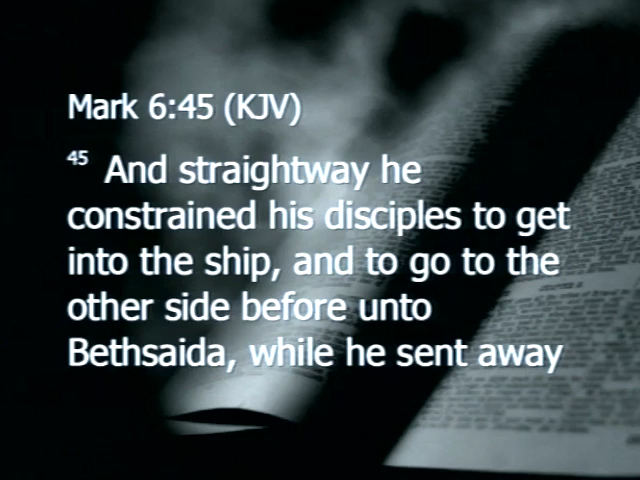 Mark 6:45 (KJV)
45 And straightway he
constrained his disciples to get
into the ship, and to go to the
other side before unto
Bethsaida, while he sent away